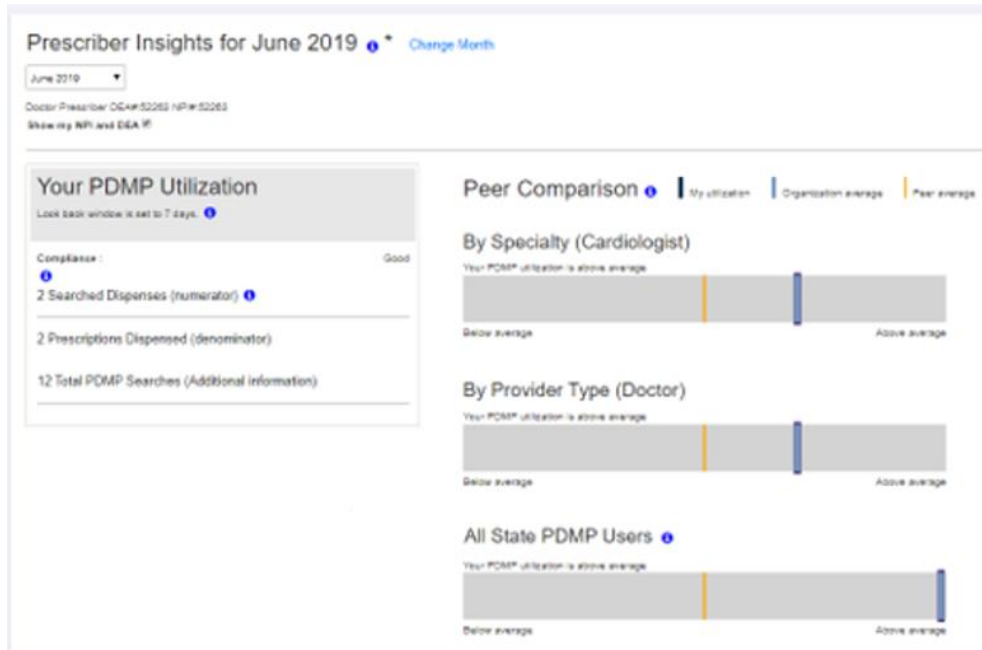 Prescriber Insights for June 2019 * Change Month
June 2019
Doctor Prescriber DEA#:52263 NPI#:52263
Show my NPI and DEA
Your PDMP Utilization
Look back window is set to 7 days.
Compliance : Good
2 Searched Dispenses (numerator)
2 Prescriptions Dispensed (denominator)
12 Total PDMP Searches (Additional information)
Peer Comparison My utilization Organization average Peer average
By Specialty (Cardiologist)
Your PDMP utilization is above average
Below average Above average
By Provider Type (Doctor)
Your PDMP utilization is above average
Below average Above average
All State PDMP Users
Your PDMP utilization is above average
Below average Above average